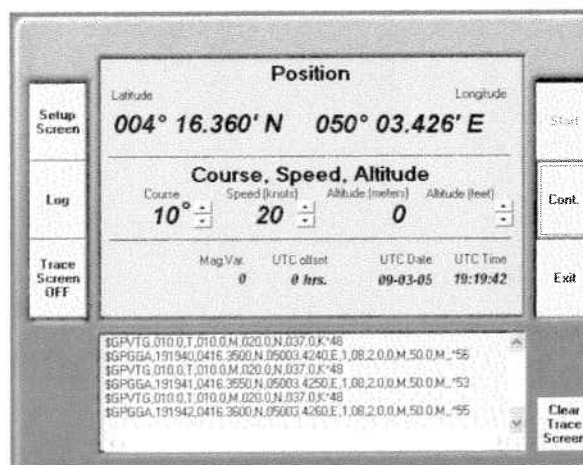 Position
Latitude Longitude
004° 16.360' N 050° 03.426' E
Course, Speed, Altitude
Course Speed (knots) Altitude (meters) Altitude (feet)
10° 20 0
Mag.Var. UTC offset UTC Date UTC Time
0 0 hrs. 09-03-05 19:19:42
Setup
Screen
Log
Trace
Screen
OFF
Start
Cont.
Exit
$GPVTG,010.0,T,010.0,M,020.0,N,037.0,K*48
$GPGGA,191940,0416.3500,N,05003.4240,E,1,08,2.0,0,M,50.0,M,,*56
$GPVTG,010.0,T,010.0,M,020.0,N,037.0,K*48
$GPGGA,191941,0416.3550,N,05003.4250,E,1,08,2.0,0,M,50.0,M,,*53
$GPVTG,010.0,T,010.0,M,020.0,N,037.0,K*48
$GPGGA,191942,0416.3600,N,05003.4260,E,1,08,2.0,0,M,50.0,M,,*55
Clear
Trace
Screen